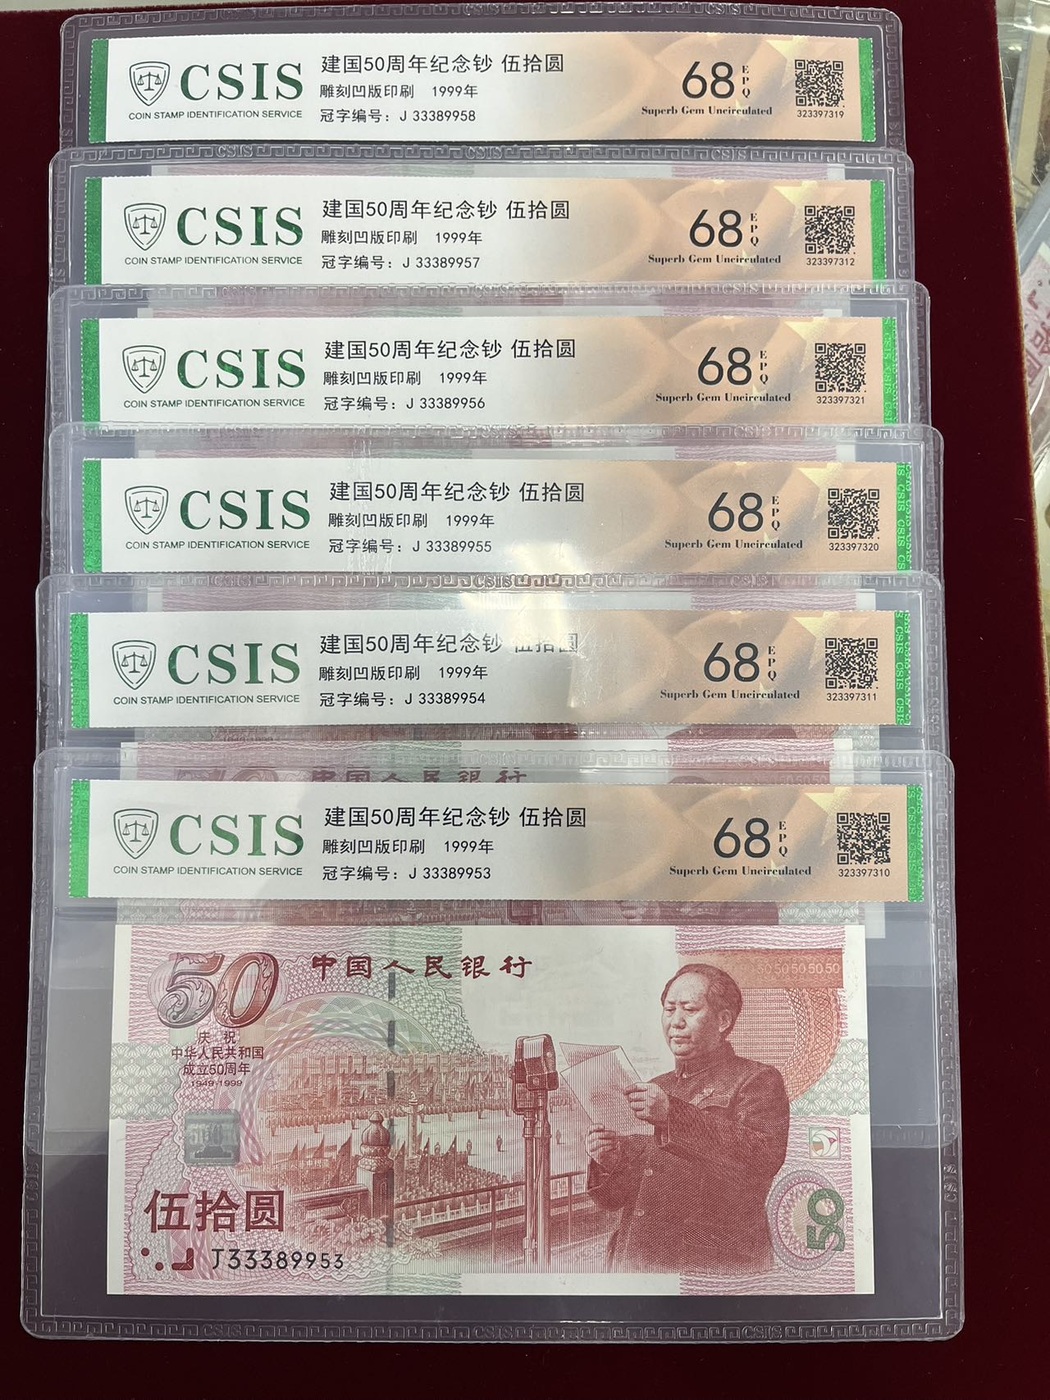 CSIS
COIN STAMP IDENTIFICATION SERVICE
建国50周年纪念钞 伍拾圆
雕刻凹版印刷 1999年
冠字编号：J 33389958
68 EPQ
Superb Gem Uncirculated
323397319
CSIS
COIN STAMP IDENTIFICATION SERVICE
建国50周年纪念钞 伍拾圆
雕刻凹版印刷 1999年
冠字编号：J 33389957
68 EPQ
Superb Gem Uncirculated
323397312
CSIS
COIN STAMP IDENTIFICATION SERVICE
建国50周年纪念钞 伍拾圆
雕刻凹版印刷 1999年
冠字编号：J 33389956
68 EPQ
Superb Gem Uncirculated
323397321
CSIS
COIN STAMP IDENTIFICATION SERVICE
建国50周年纪念钞 伍拾圆
雕刻凹版印刷 1999年
冠字编号：J 33389955
68 EPQ
Superb Gem Uncirculated
323397320
CSIS
COIN STAMP IDENTIFICATION SERVICE
建国50周年纪念钞 伍拾圆
雕刻凹版印刷 1999年
冠字编号：J 33389954
68 EPQ
Superb Gem Uncirculated
323397311
中国人民银行
CSIS
COIN STAMP IDENTIFICATION SERVICE
建国50周年纪念钞 伍拾圆
雕刻凹版印刷 1999年
冠字编号：J 33389953
68 EPQ
Superb Gem Uncirculated
323397310
50
中国人民银行
庆祝
中华人民共和国
成立50周年
1949-1999
伍拾圆
J33389953
50